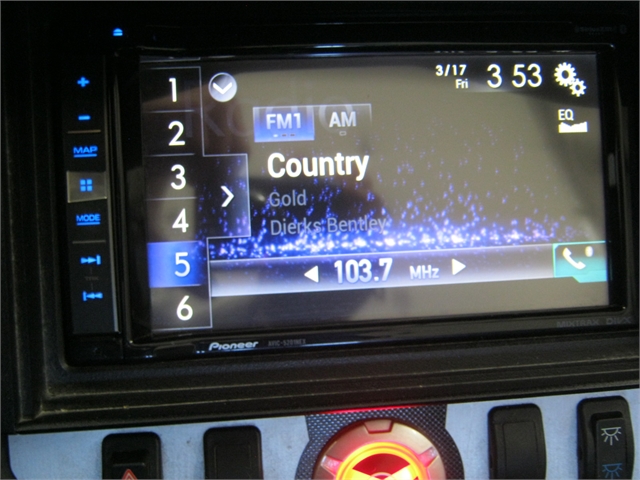 3/17
Fri
3 53
1
2
3
4
5
6
FM1
AM
EQ
Country
Gold
Dierks Bentley
103.7 MHz
MAP
MODE
Pioneer